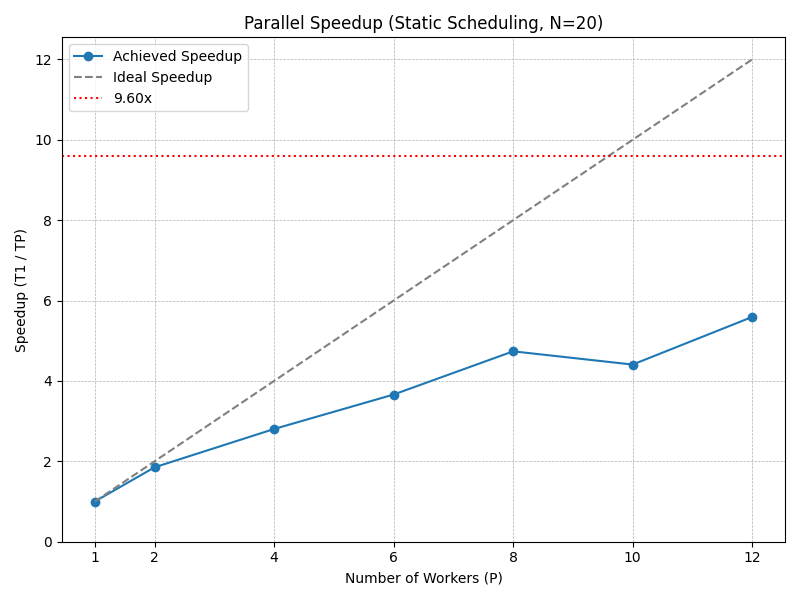 Parallel Speedup (Static Scheduling, N=20)
Achieved Speedup
Ideal Speedup
9.60x
Speedup (T1 / TP)
12
10
8
6
4
2
0
1 2 4 6 8 10 12
Number of Workers (P)